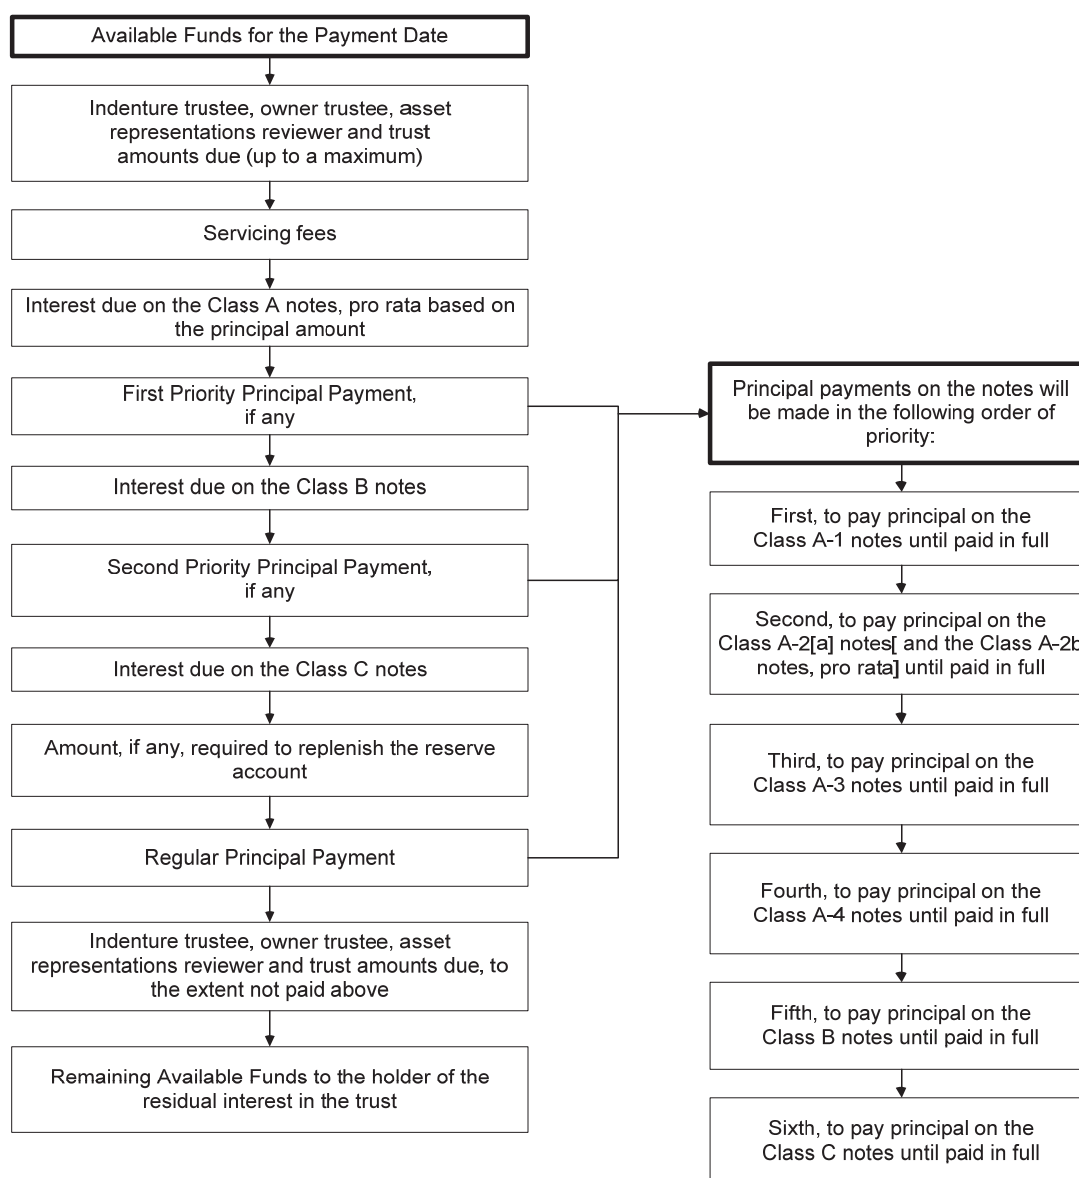 Available Funds for the Payment Date
Indenture trustee, owner trustee, asset
representations reviewer and trust
amounts due (up to a maximum)
Servicing fees
Interest due on the Class A notes, pro rata based on
the principal amount
First Priority Principal Payment,
if any
Interest due on the Class B notes
Second Priority Principal Payment,
if any
Interest due on the Class C notes
Amount, if any, required to replenish the reserve
account
Regular Principal Payment
Indenture trustee, owner trustee, asset
representations reviewer and trust amounts due, to
the extent not paid above
Remaining Available Funds to the holder of the
residual interest in the trust
Principal payments on the notes will
be made in the following order of
priority:
First, to pay principal on the
Class A-1 notes until paid in full
Second, to pay principal on the
Class A-2[a] notes[ and the Class A-2b
notes, pro rata] until paid in full
Third, to pay principal on the
Class A-3 notes until paid in full
Fourth, to pay principal on the
Class A-4 notes until paid in full
Fifth, to pay principal on the
Class B notes until paid in full
Sixth, to pay principal on the
Class C notes until paid in full